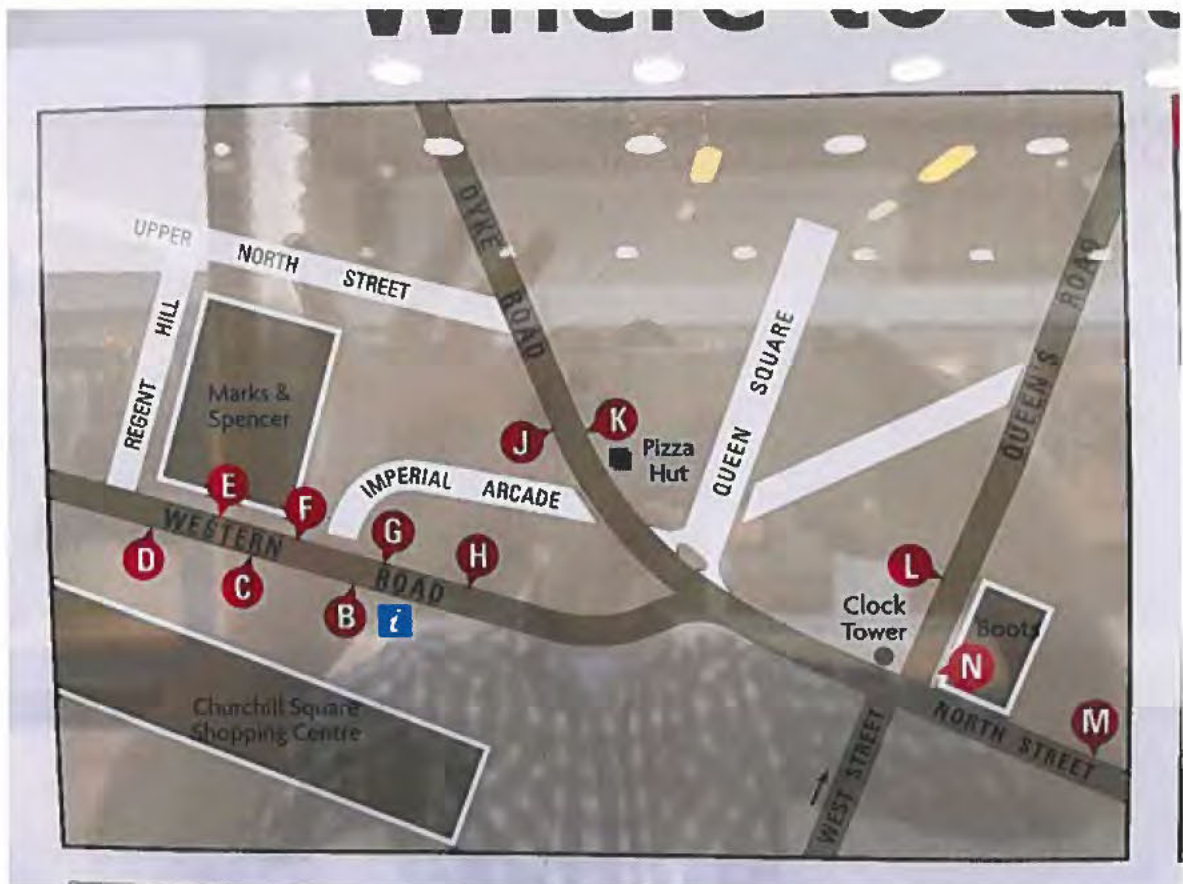 Where to cat
DYKE ROAD
UPPER NORTH STREET
REGENT HILL
Marks &
Spencer
QUEEN SQUARE
QUEEN'S ROAD
J
K
Pizza
Hut
IMPERIAL ARCADE
E
F
G
H
D
C
B
i
WESTERN ROAD
L
Clock
Tower
Boots
N
M
NORTH STREET
WEST STREET
Churchill Square
Shopping Centre